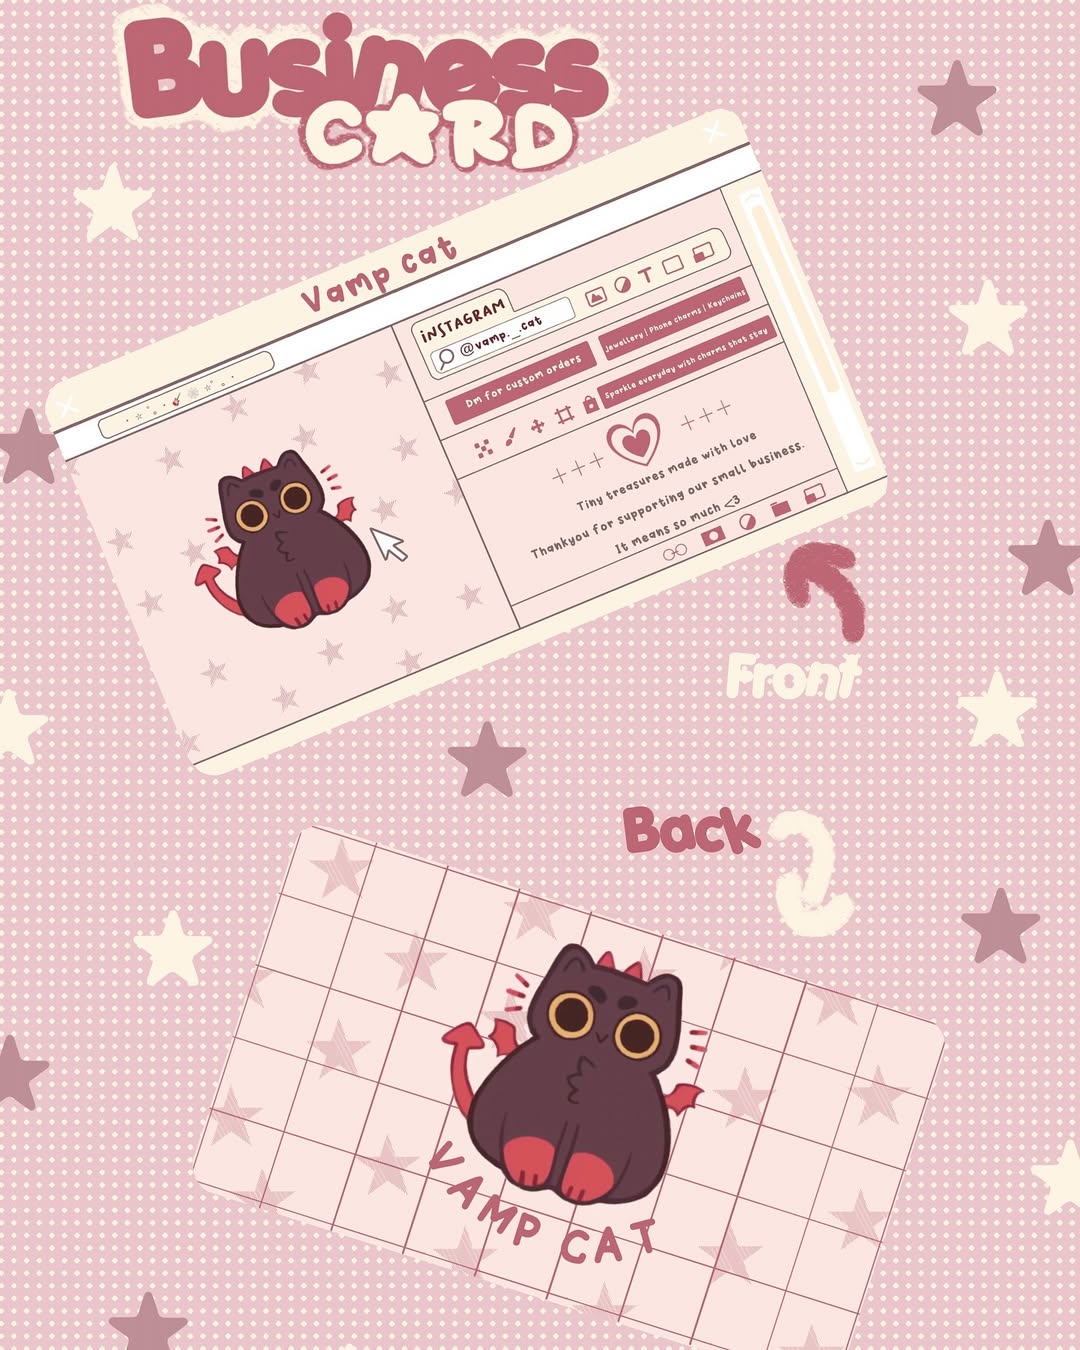 Business
CARD
Vamp cat
iNSTAGRAM
@vamp._.cat
T
Dm for custom orders
Jewellery | Phone charms | Keychains
Sparkle everyday with charms that stay
Tiny treasures made with love
Thankyou for supporting our small business.
It means so much <3
Front
Back
VAMP CAT